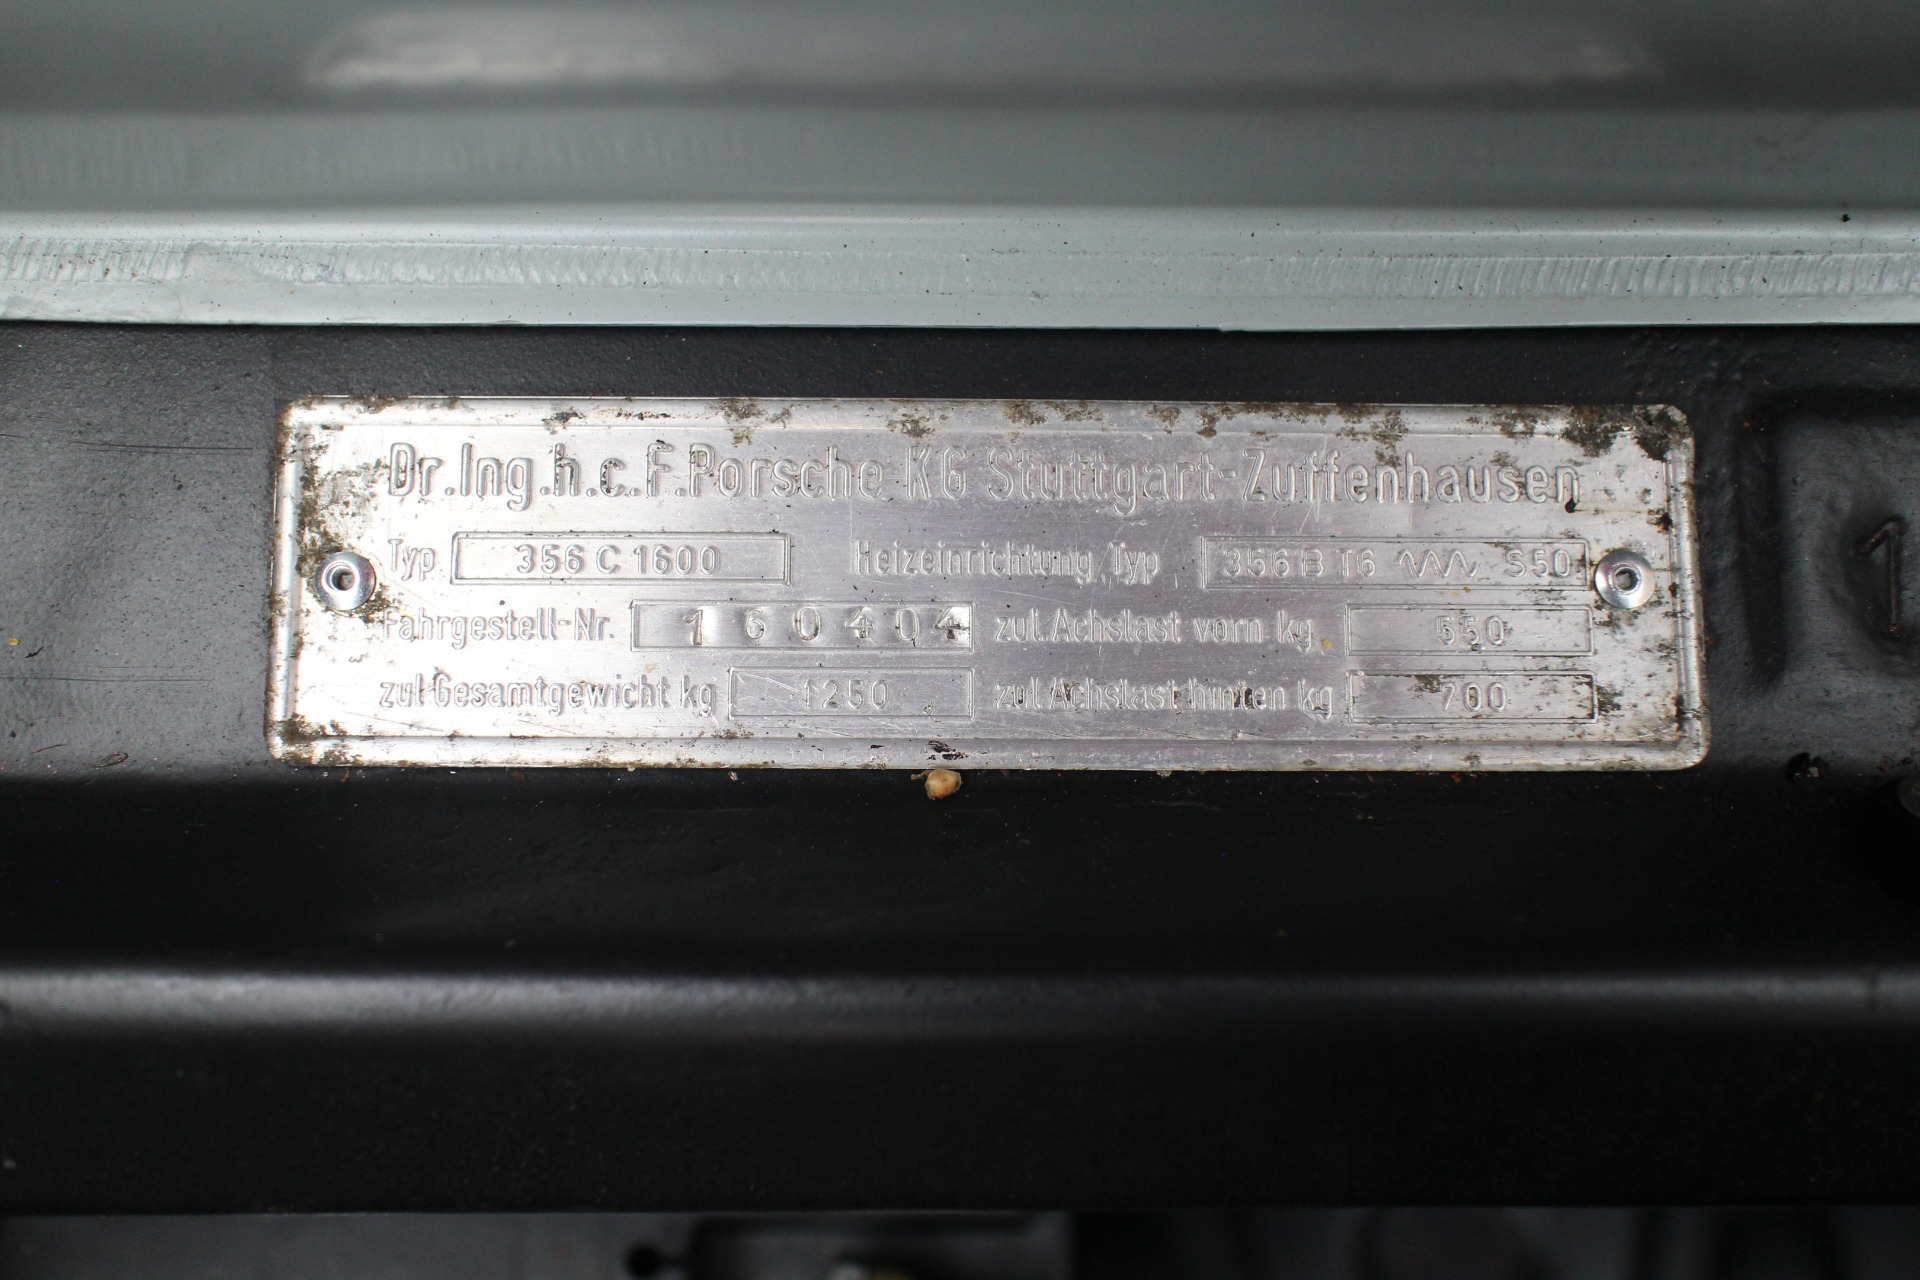 Dr.Ing.h.c.F.Porsche KG Stuttgart-Zuffenhausen
Typ 356 C 1600 Heizeinrichtung/Typ 356 B T6 S50
Fahrgestell-Nr. 160404 zul.Achslast vorn kg 550
zul.Gesamtgewicht kg 1250 zul.Achslast hinten kg 700
1